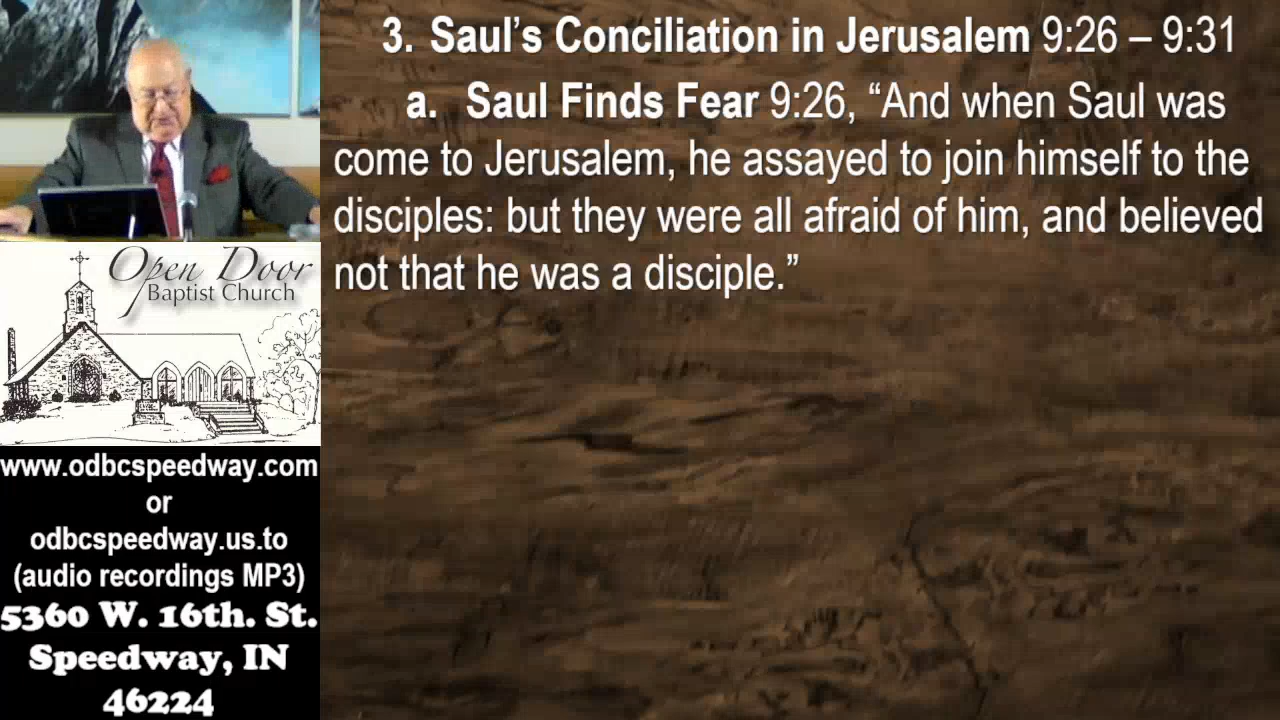 3. Saul’s Conciliation in Jerusalem 9:26 – 9:31
a. Saul Finds Fear 9:26, “And when Saul was
come to Jerusalem, he assayed to join himself to the
disciples: but they were all afraid of him, and believed
not that he was a disciple.”
Open Door
Baptist Church
www.odbcspeedway.com
or
odbcspeedway.us.to
(audio recordings MP3)
5360 W. 16th. St.
Speedway, IN
46224